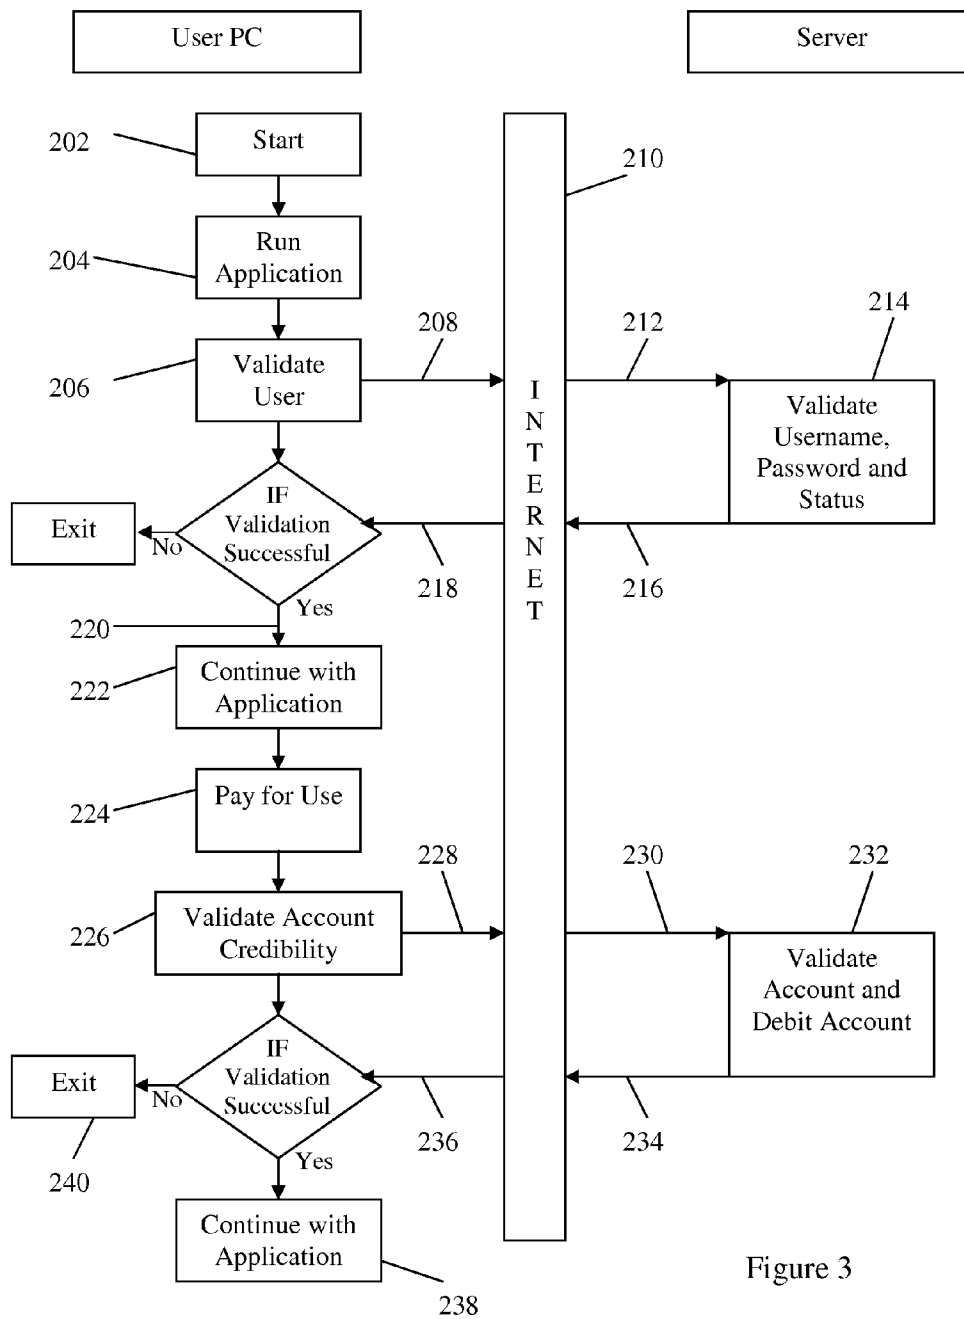 User PC
Server
202
Start
210
204
Run
Application
208
212
214
206
Validate
User
INTERNET
Validate
Username,
Password and
Status
Exit
No
IF
Validation
Successful
218
216
Yes
220
222
Continue with
Application
224
Pay for Use
228
230
232
226
Validate Account
Credibility
Validate
Account and
Debit Account
Exit
No
IF
Validation
Successful
236
234
240
Yes
Continue with
Application
238
Figure 3